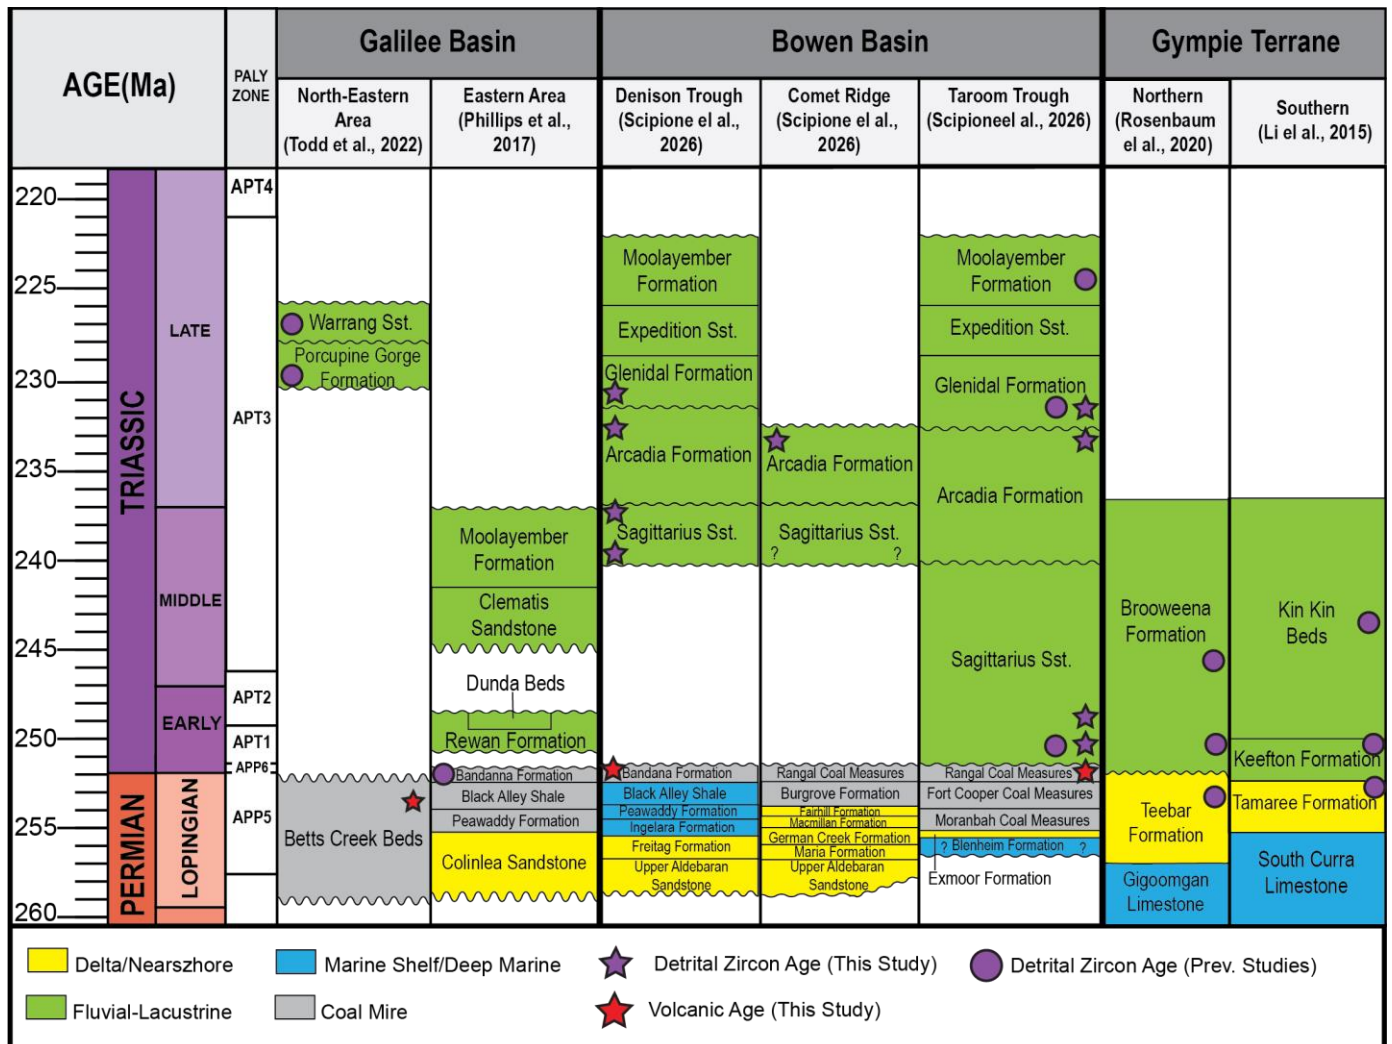 Galilee Basin
Bowen Basin
Gympie Terrane
AGE(Ma)
PALY
ZONE
North-Eastern
Area
(Todd et al., 2022)
Eastern Area
(Phillips et al.,
2017)
Denison Trough
(Scipione el al.,
2026)
Comet Ridge
(Scipione el al.,
2026)
Taroom Trough
(Scipioneel al., 2026)
Northern
(Rosenbaum
el al., 2020)
Southern
(Li el al., 2015)
220
225
230
235
240
245
250
255
260
TRIASSIC
PERMIAN
LATE
MIDDLE
EARLY
LOPINGIAN
APT4
APT3
APT2
APT1
APP6
APP5
Warrang Sst.
Porcupine Gorge
Formation
Betts Creek Beds
Moolayember
Formation
Clematis
Sandstone
Dunda Beds
Rewan Formation
Bandanna Formation
Black Alley Shale
Peawaddy Formation
Colinlea Sandstone
Moolayember
Formation
Expedition Sst.
Glenidal Formation
Arcadia Formation
Sagittarius Sst.
Bandana Formation
Black Alley Shale
Peawaddy Formation
Ingelara Formation
Freitag Formation
Upper Aldebaran
Sandstone
Arcadia Formation
Sagittarius Sst.
? ?
Rangal Coal Measures
Burgrove Formation
Fairhill Formation
Macmillan Formation
German Creek Formation
Maria Formation
Upper Aldebaran
Sandstone
Moolayember
Formation
Expedition Sst.
Glenidal Formation
Arcadia Formation
Sagittarius Sst.
Rangal Coal Measures
Fort Cooper Coal Measures
Moranbah Coal Measures
? Blenheim Formation ?
Exmoor Formation
Brooweena
Formation
Teebar
Formation
Gigoomgan
Limestone
Kin Kin
Beds
Keefton Formation
Tamaree Formation
South Curra
Limestone
Delta/Nearszhore
Marine Shelf/Deep Marine
Detrital Zircon Age (This Study)
Detrital Zircon Age (Prev. Studies)
Fluvial-Lacustrine
Coal Mire
Volcanic Age (This Study)